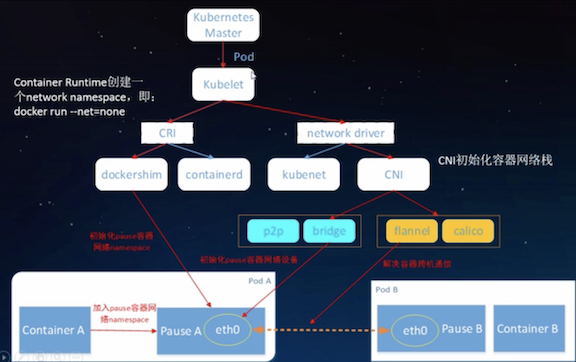 Kubernetes
Master
Pod
Kubelet
Container Runtime创建一
个network namespace，即：
docker run --net=none
CRI
network driver
CNI初始化容器网络栈
dockershim
containerd
kubenet
CNI
p2p
bridge
flannel
calico
初始化pause容器
网络namespace
初始化pause容器网络设备
解决容器跨机通信
Pod A
Pod B
加入pause容器网
络namespace
Container A
Pause A
eth0
eth0
Pause B
Container B